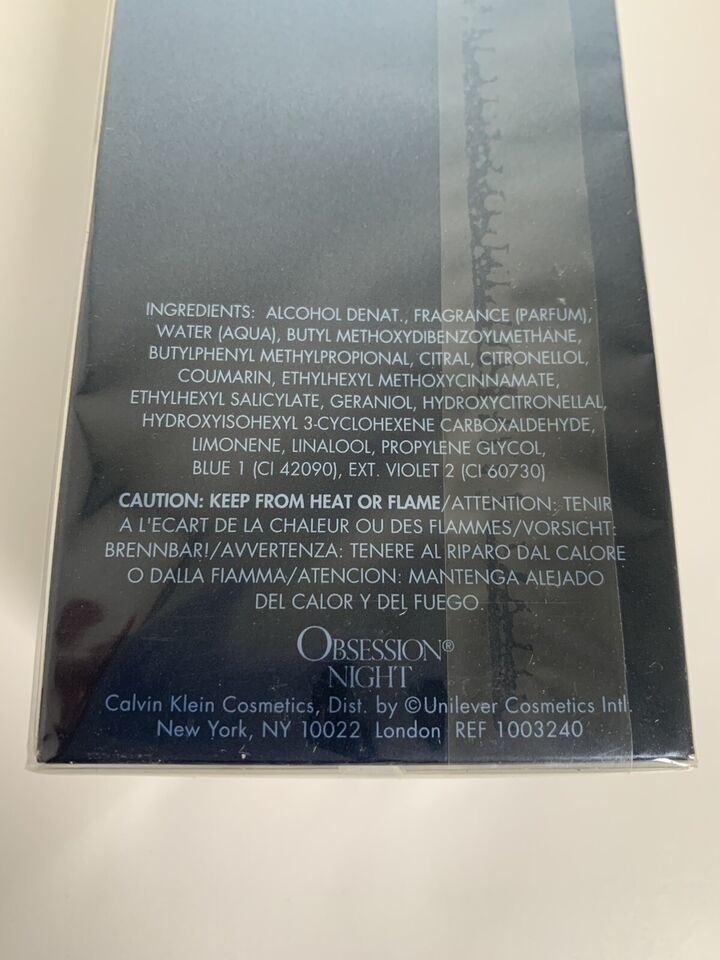 INGREDIENTS: ALCOHOL DENAT., FRAGRANCE (PARFUM),
WATER (AQUA), BUTYL METHOXYDIBENZOYLMETHANE,
BUTYLPHENYL METHYLPROPIONAL, CITRAL, CITRONELLOL,
COUMARIN, ETHYLHEXYL METHOXYCINNAMATE,
ETHYLHEXYL SALICYLATE, GERANIOL, HYDROXYCITRONELLAL,
HYDROXYISOHEXYL 3-CYCLOHEXENE CARBOXALDEHYDE,
LIMONENE, LINALOOL, PROPYLENE GLYCOL,
BLUE 1 (CI 42090), EXT. VIOLET 2 (CI 60730)
CAUTION: KEEP FROM HEAT OR FLAME/ATTENTION: TENIR
A L'ECART DE LA CHALEUR OU DES FLAMMES/VORSICHT:
BRENNBAR!/AVVERTENZA: TENERE AL RIPARO DAL CALORE
O DALLA FIAMMA/ATENCION: MANTENGA ALEJADO
DEL CALOR Y DEL FUEGO.
OBSESSION®
NIGHT
Calvin Klein Cosmetics, Dist. by ©Unilever Cosmetics Intl.
New York, NY 10022 London REF 1003240